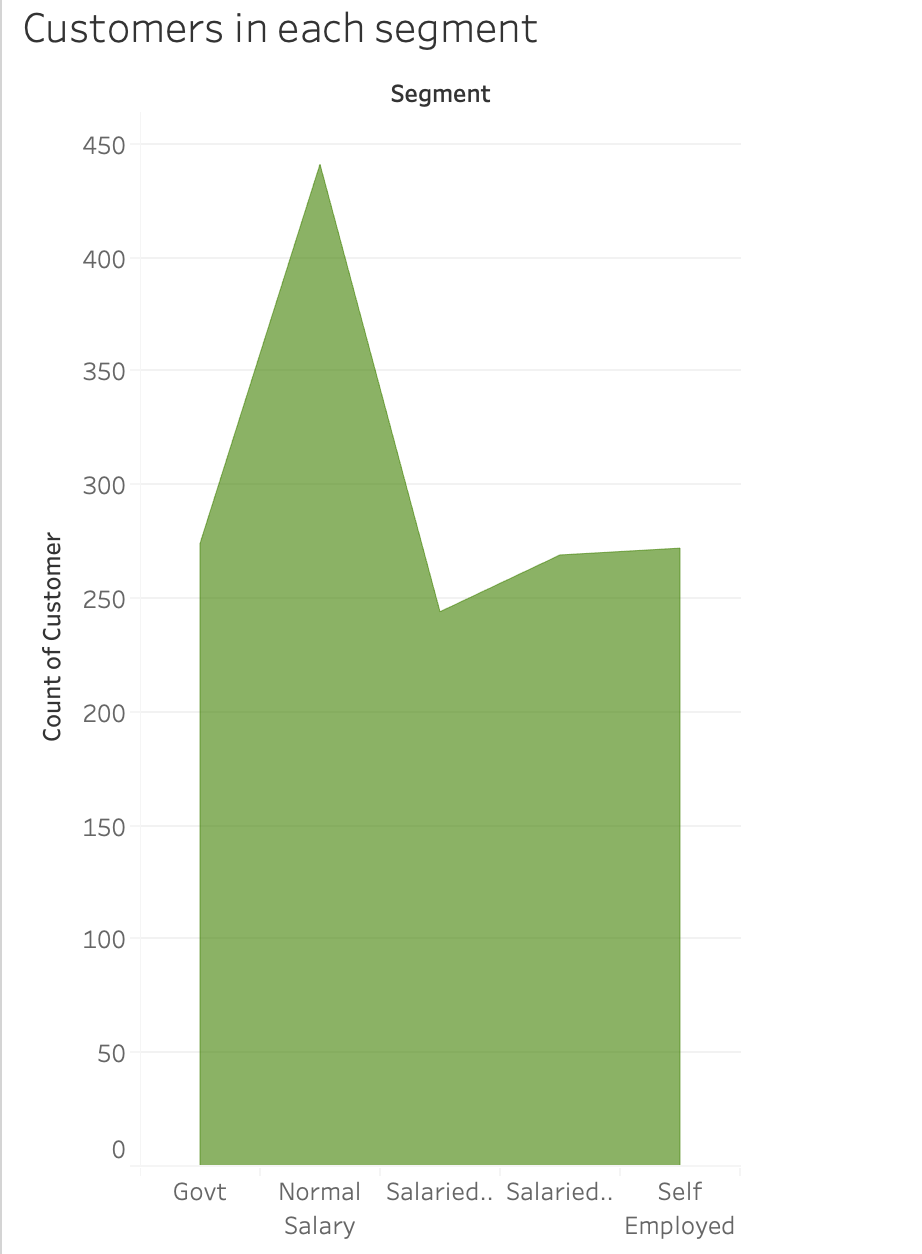 Customers in each segment
Segment
450
400
350
300
250
200
150
100
50
0
Count of Customer
Govt
Normal
Salary
Salaried..
Salaried..
Self
Employed